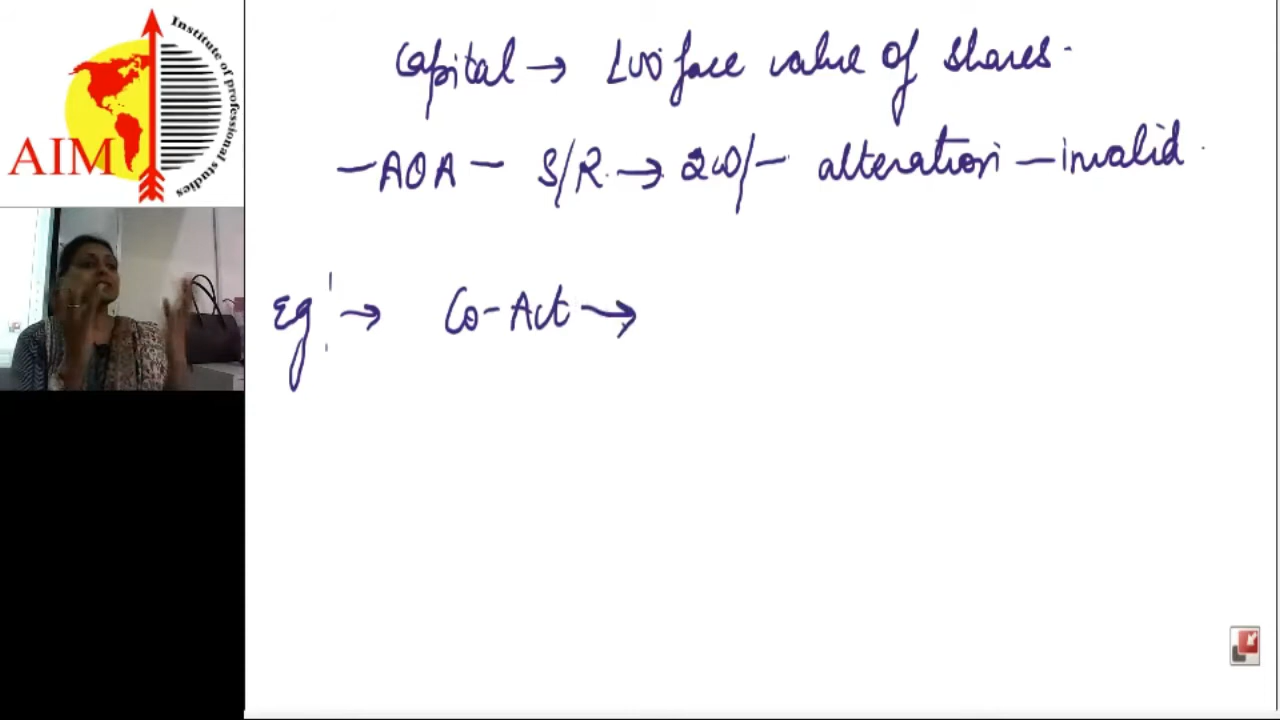 AIM
Institute of professional studies
Capital → 100 face value of shares.
- AOA - S/R → 200/- alteration - invalid.
Eg: → Co-Act →